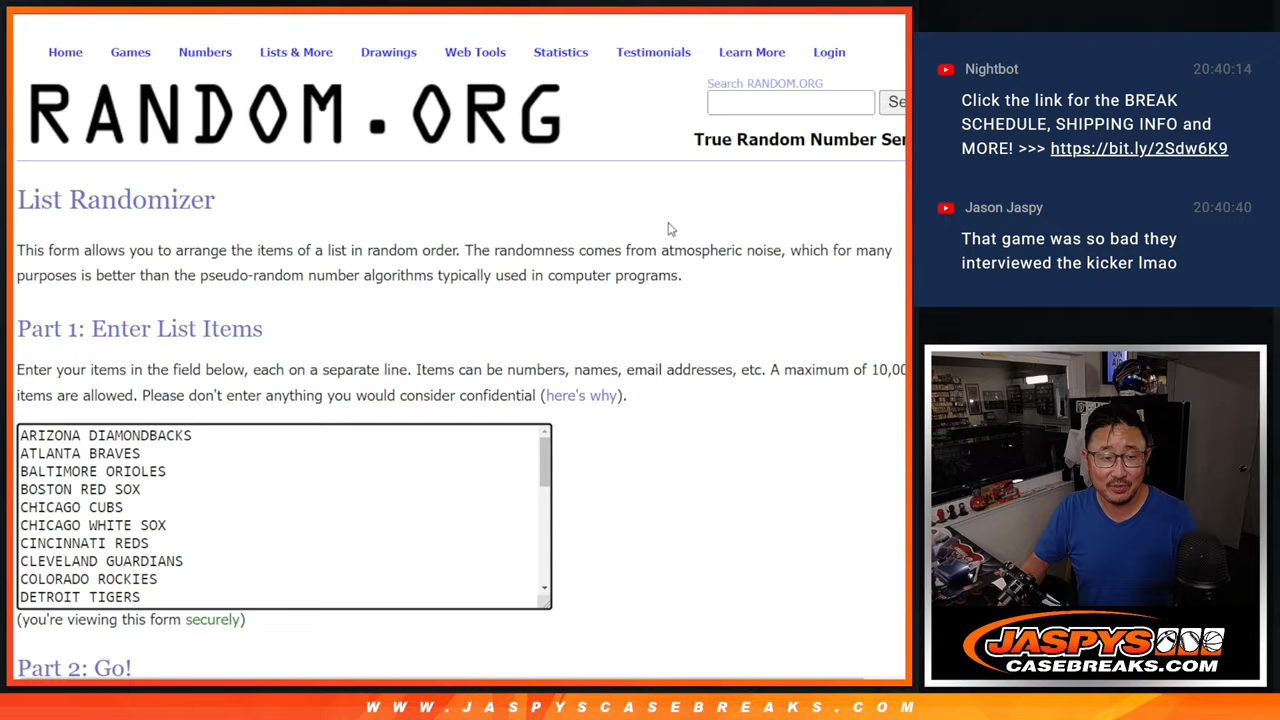 Home Games Numbers Lists & More Drawings Web Tools Statistics Testimonials Learn More Login
RANDOM.ORG
Search RANDOM.ORG
True Random Number
List Randomizer
This form allows you to arrange the items of a list in random order. The randomness comes from atmospheric noise, which for many
purposes is better than the pseudo-random number algorithms typically used in computer programs.
Part 1: Enter List Items
Enter your items in the field below, each on a separate line. Items can be numbers, names, email addresses, etc. A maximum of
items are allowed. Please don't enter anything you would consider confidential (here's why).
ARIZONA DIAMONDBACKS
ATLANTA BRAVES
BALTIMORE ORIOLES
BOSTON RED SOX
CHICAGO CUBS
CHICAGO WHITE SOX
CINCINNATI REDS
CLEVELAND GUARDIANS
COLORADO ROCKIES
DETROIT TIGERS
(you're viewing this form securely)
Part 2: Go!
Nightbot 20:40:14
Click the link for the BREAK
SCHEDULE, SHIPPING INFO and
MORE! >>> https://bit.ly/2Sdw6K9
Jason Jaspy 20:40:40
That game was so bad they
interviewed the kicker lmao
JASPYS
CASEBREAKS.COM
WWW.JASPYSCASEBREAKS.COM